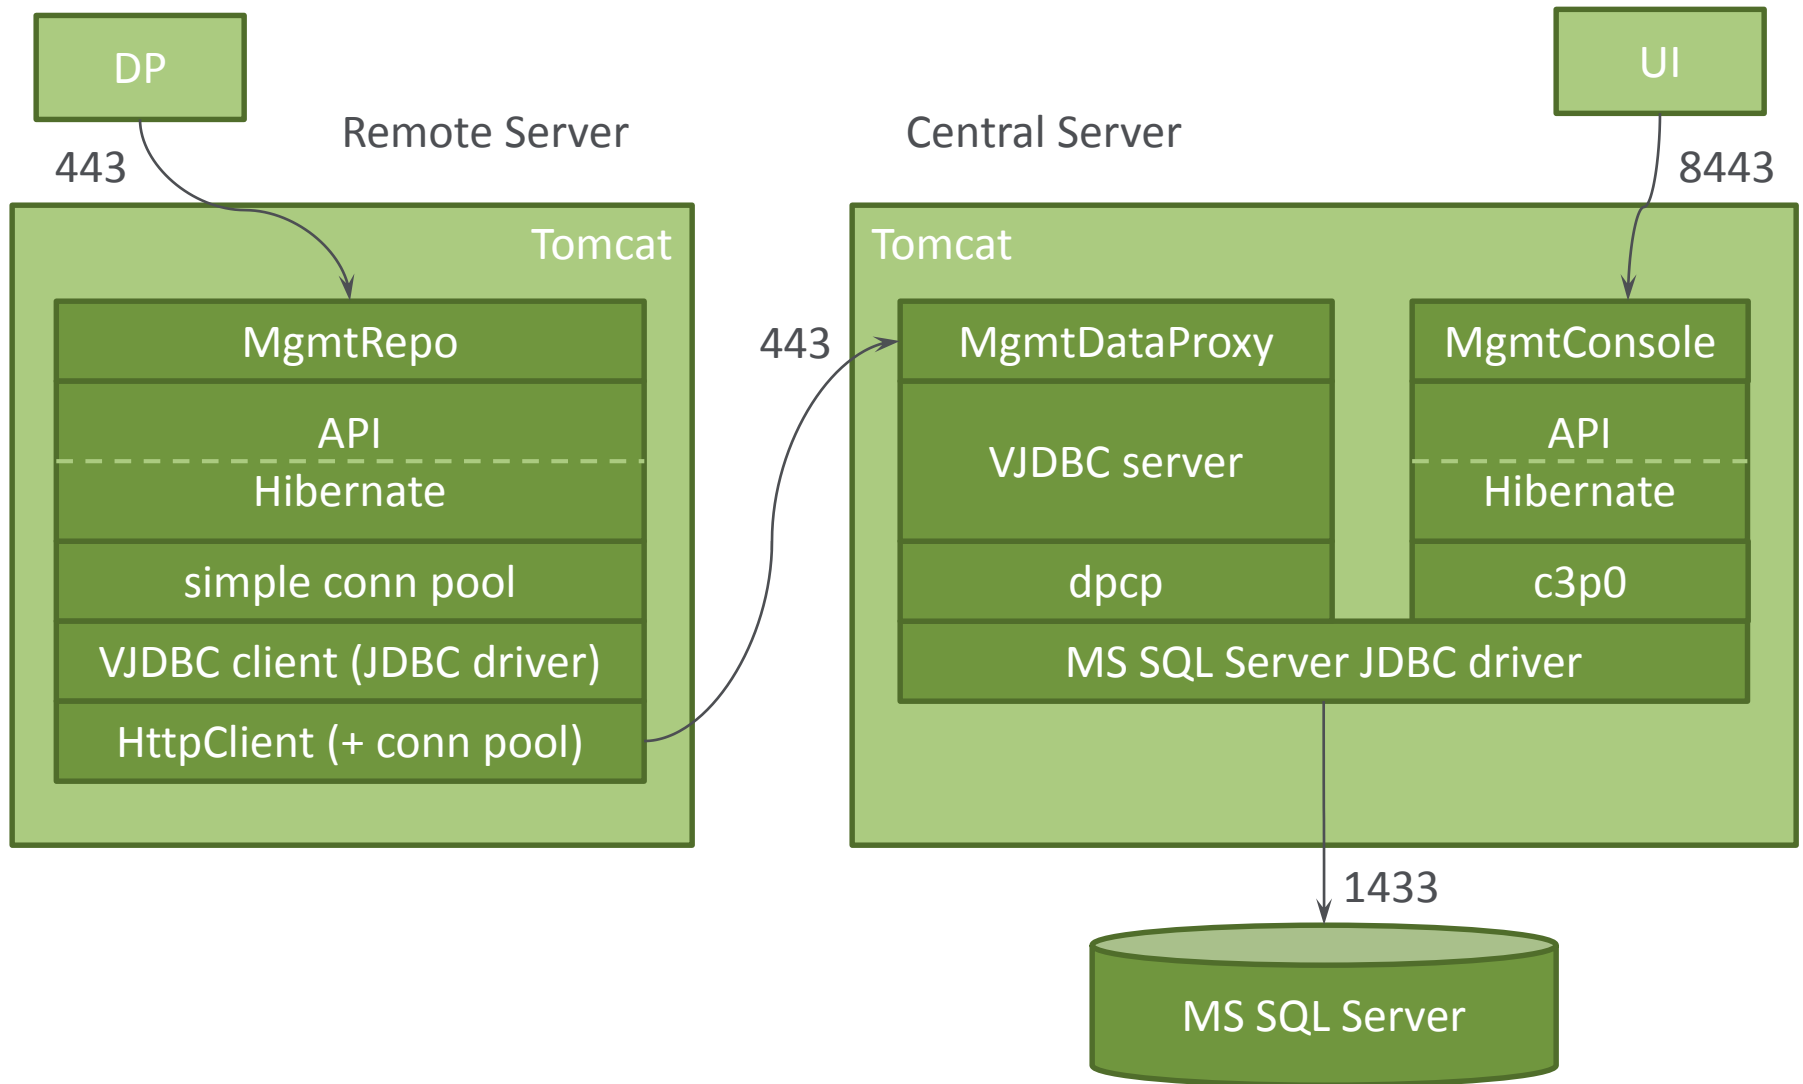 DP
UI
Remote Server
Central Server
443
8443
Tomcat
Tomcat
MgmtRepo
API
Hibernate
simple conn pool
VJDBC client (JDBC driver)
HttpClient (+ conn pool)
443
MgmtDataProxy
VJDBC server
dpcp
MgmtConsole
API
Hibernate
c3p0
MS SQL Server JDBC driver
1433
MS SQL Server